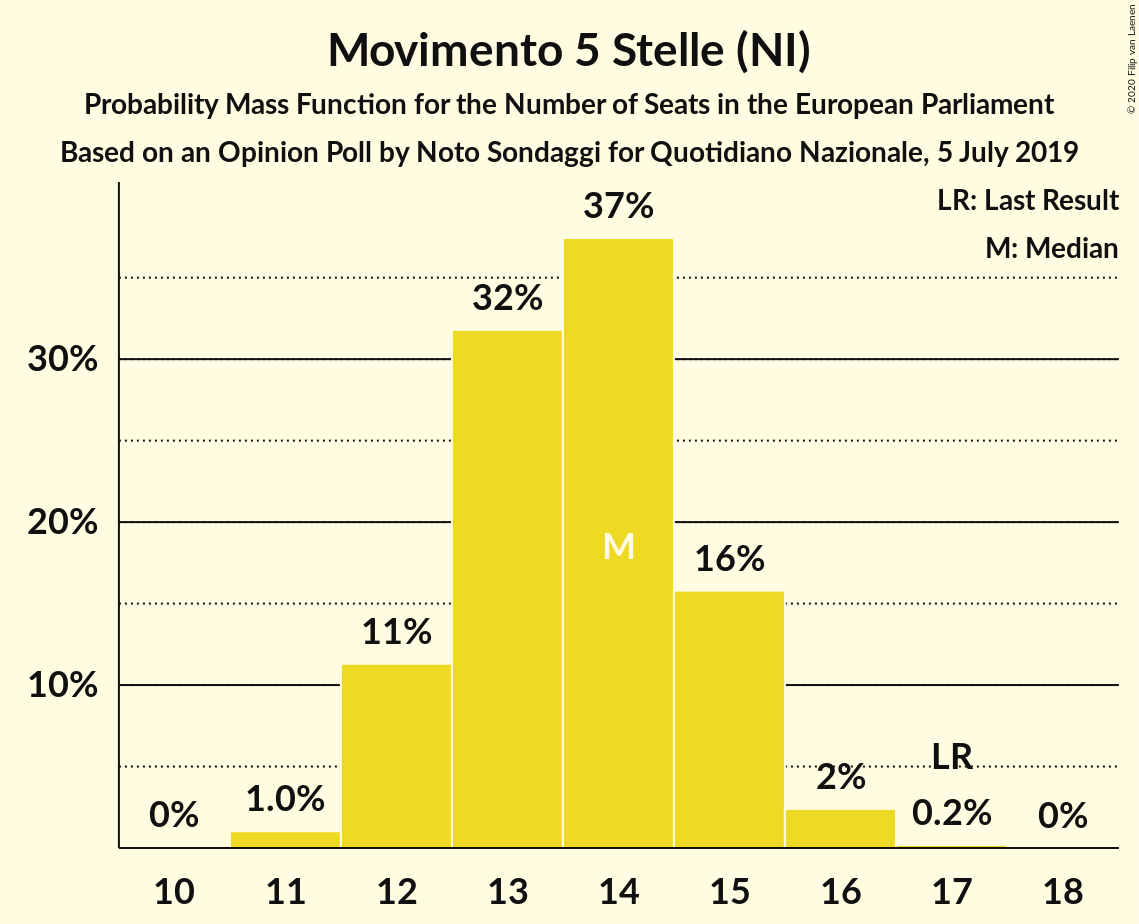 Movimento 5 Stelle (NI)
Probability Mass Function for the Number of Seats in the European Parliament
Based on an Opinion Poll by Noto Sondaggi for Quotidiano Nazionale, 5 July 2019
© 2020 Filip van Laenen
LR: Last Result
M: Median
30%
20%
10%
0%
1.0%
11%
32%
37%
M
16%
2%
LR
0.2%
0%
10 11 12 13 14 15 16 17 18